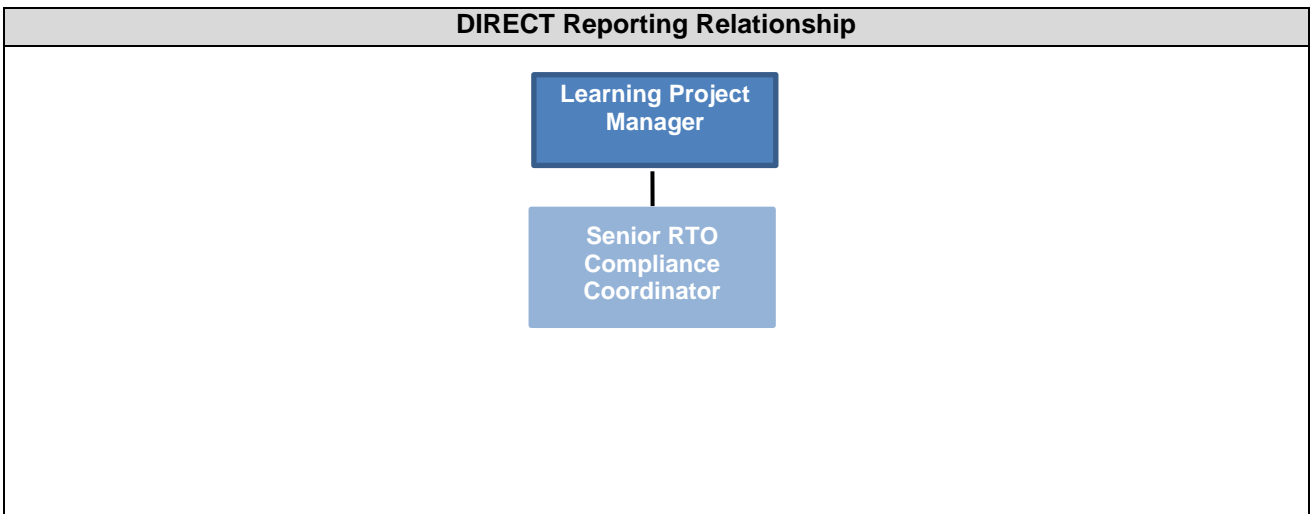 DIRECT Reporting Relationship
Learning Project
Manager
Senior RTO
Compliance
Coordinator